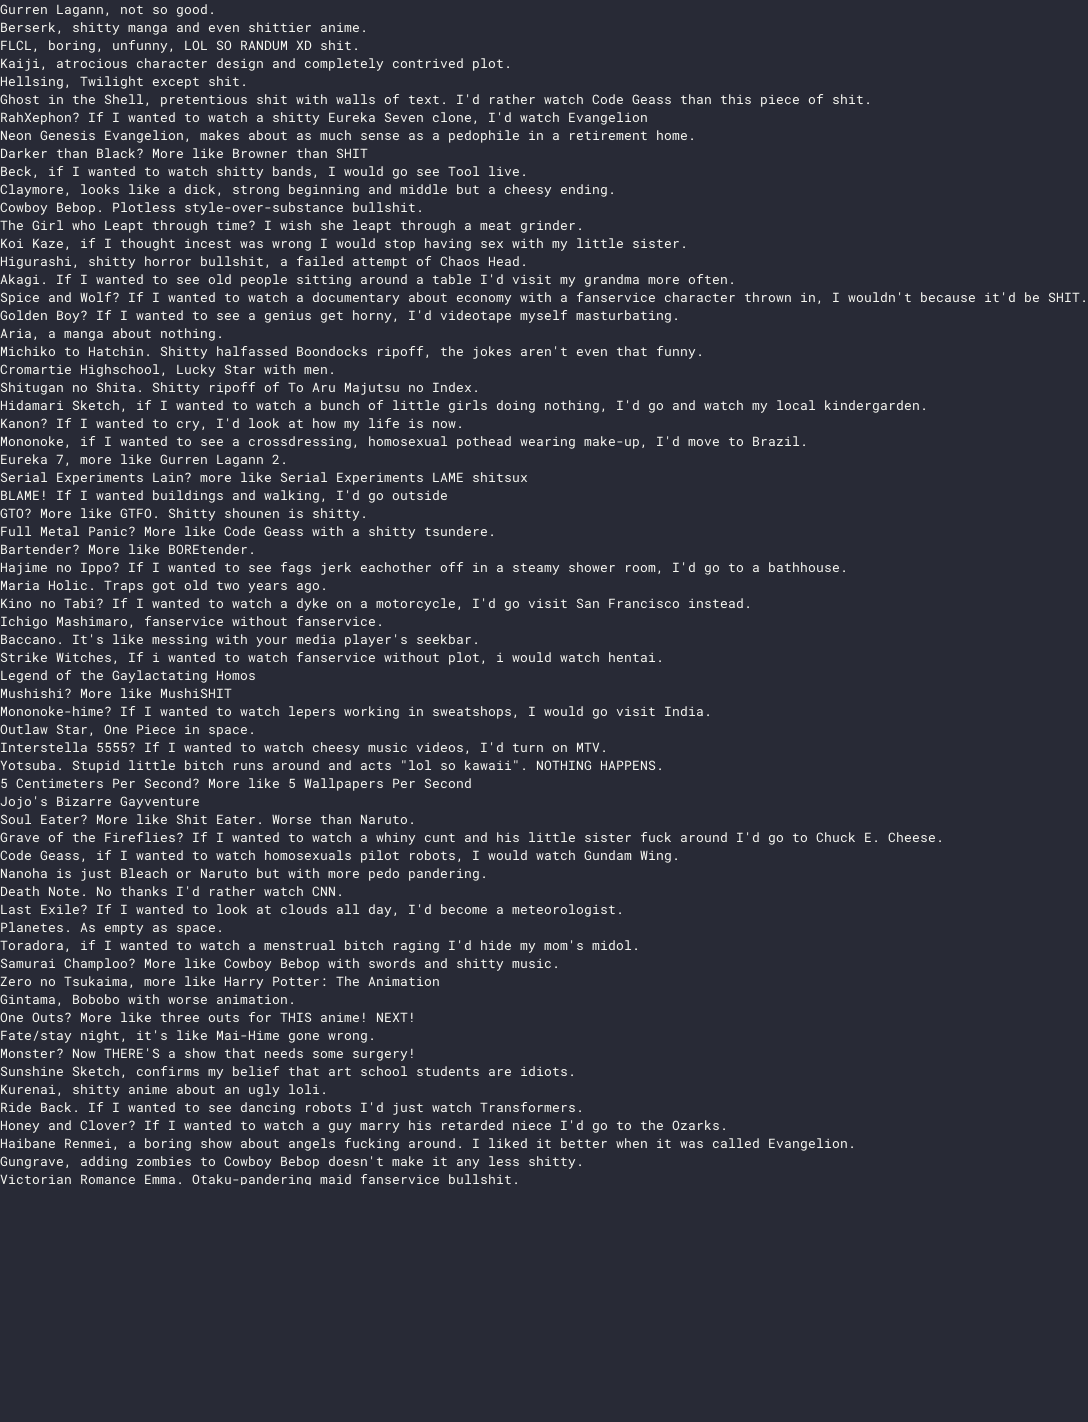 Gurren Lagann, not so good.
Berserk, shitty manga and even shittier anime.
FLCL, boring, unfunny, LOL SO RANDUM XD shit.
Kaiji, atrocious character design and completely contrived plot.
Hellsing, Twilight except shit.
Ghost in the Shell, pretentious shit with walls of text. I'd rather watch Code Geass than this piece of shit.
RahXephon? If I wanted to watch a shitty Eureka Seven clone, I'd watch Evangelion
Neon Genesis Evangelion, makes about as much sense as a pedophile in a retirement home.
Darker than Black? More like Browner than SHIT
Beck, if I wanted to watch shitty bands, I would go see Tool live.
Claymore, looks like a dick, strong beginning and middle but a cheesy ending.
Cowboy Bebop. Plotless style-over-substance bullshit.
The Girl who Leapt through time? I wish she leapt through a meat grinder.
Koi Kaze, if I thought incest was wrong I would stop having sex with my little sister.
Higurashi, shitty horror bullshit, a failed attempt of Chaos Head.
Akagi. If I wanted to see old people sitting around a table I'd visit my grandma more often.
Spice and Wolf? If I wanted to watch a documentary about economy with a fanservice character thrown in, I wouldn't because it'd be SHIT.
Golden Boy? If I wanted to see a genius get horny, I'd videotape myself masturbating.
Aria, a manga about nothing.
Michiko to Hatchin. Shitty halfassed Boondocks ripoff, the jokes aren't even that funny.
Cromartie Highschool, Lucky Star with men.
Shitugan no Shita. Shitty ripoff of To Aru Majutsu no Index.
Hidamari Sketch, if I wanted to watch a bunch of little girls doing nothing, I'd go and watch my local kindergarden.
Kanon? If I wanted to cry, I'd look at how my life is now.
Mononoke, if I wanted to see a crossdressing, homosexual pothead wearing make-up, I'd move to Brazil.
Eureka 7, more like Gurren Lagann 2.
Serial Experiments Lain? more like Serial Experiments LAME shitsux
BLAME! If I wanted buildings and walking, I'd go outside
GTO? More like GTFO. Shitty shounen is shitty.
Full Metal Panic? More like Code Geass with a shitty tsundere.
Bartender? More like BOREtender.
Hajime no Ippo? If I wanted to see fags jerk eachother off in a steamy shower room, I'd go to a bathhouse.
Maria Holic. Traps got old two years ago.
Kino no Tabi? If I wanted to watch a dyke on a motorcycle, I'd go visit San Francisco instead.
Ichigo Mashimaro, fanservice without fanservice.
Baccano. It's like messing with your media player's seekbar.
Strike Witches, If i wanted to watch fanservice without plot, i would watch hentai.
Legend of the Gaylactating Homos
Mushishi? More like MushiSHIT
Mononoke-hime? If I wanted to watch lepers working in sweatshops, I would go visit India.
Outlaw Star, One Piece in space.
Interstella 5555? If I wanted to watch cheesy music videos, I'd turn on MTV.
Yotsuba. Stupid little bitch runs around and acts "lol so kawaii". NOTHING HAPPENS.
5 Centimeters Per Second? More like 5 Wallpapers Per Second
Jojo's Bizarre Gayventure
Soul Eater? More like Shit Eater. Worse than Naruto.
Grave of the Fireflies? If I wanted to watch a whiny cunt and his little sister fuck around I'd go to Chuck E. Cheese.
Code Geass, if I wanted to watch homosexuals pilot robots, I would watch Gundam Wing.
Nanoha is just Bleach or Naruto but with more pedo pandering.
Death Note. No thanks I'd rather watch CNN.
Last Exile? If I wanted to look at clouds all day, I'd become a meteorologist.
Planetes. As empty as space.
Toradora, if I wanted to watch a menstrual bitch raging I'd hide my mom's midol.
Samurai Champloo? More like Cowboy Bebop with swords and shitty music.
Zero no Tsukaima, more like Harry Potter: The Animation
Gintama, Bobobo with worse animation.
One Outs? More like three outs for THIS anime! NEXT!
Fate/stay night, it's like Mai-Hime gone wrong.
Monster? Now THERE'S a show that needs some surgery!
Sunshine Sketch, confirms my belief that art school students are idiots.
Kurenai, shitty anime about an ugly loli.
Ride Back. If I wanted to see dancing robots I'd just watch Transformers.
Honey and Clover? If I wanted to watch a guy marry his retarded niece I'd go to the Ozarks.
Haibane Renmei, a boring show about angels fucking around. I liked it better when it was called Evangelion.
Gungrave, adding zombies to Cowboy Bebop doesn't make it any less shitty.
Victorian Romance Emma. Otaku-pandering maid fanservice bullshit.